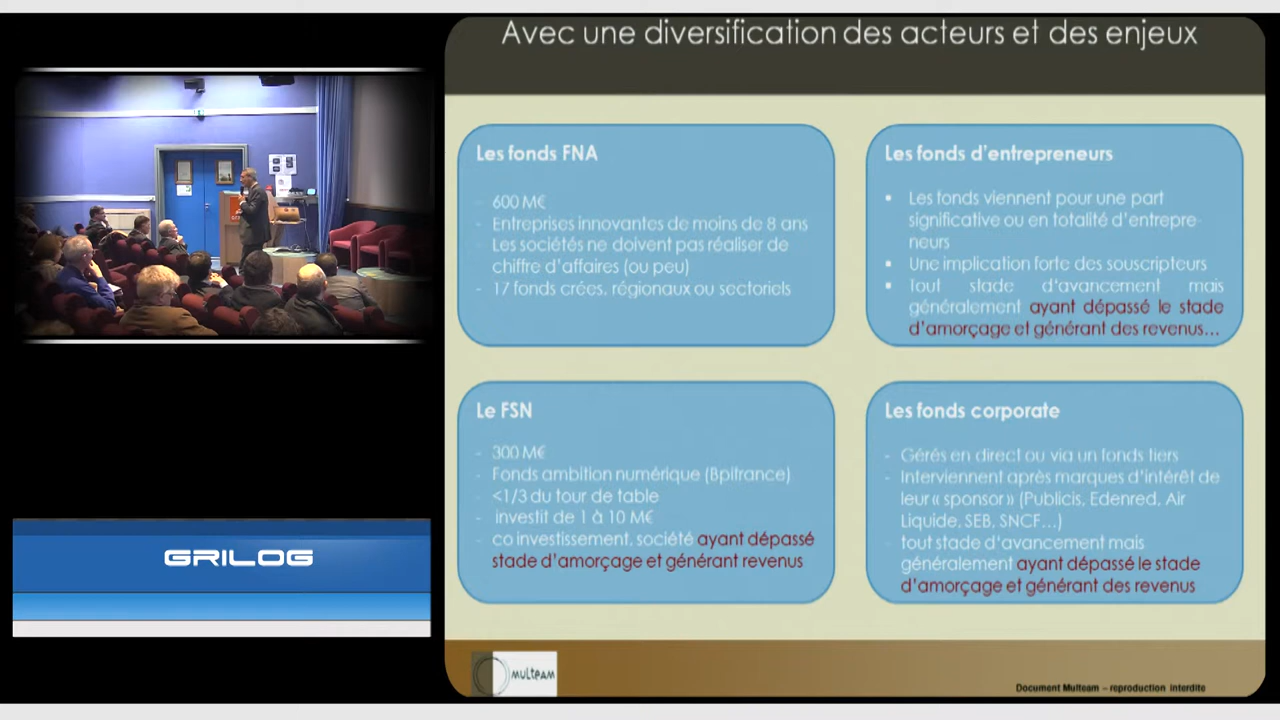 Avec une diversification des acteurs et des enjeux
Les fonds FNA
- 600 M€
- Entreprises innovantes de moins de 8 ans
- Les sociétés ne doivent pas réaliser de
chiffre d'affaires (ou peu)
- 17 fonds crées, régionaux ou sectoriels
Les fonds d'entrepreneurs
▪ Les fonds viennent pour une part
significative ou en totalité d'entrepre-
neurs
▪ Une implication forte des souscripteurs
▪ Tout stade d'avancement mais
généralement ayant dépassé le stade
d'amorçage et générant des revenus…
Le FSN
- 300 M€
- Fonds ambition numérique (Bpifrance)
- <1/3 du tour de table
- investit de 1 à 10 M€
- co investissement, société ayant dépassé
stade d'amorçage et générant revenus
Les fonds corporate
- Gérés en direct ou via un fonds tiers
- Interviennent après marques d'intérêt de
leur « sponsor » (Publicis, Edenred, Air
Liquide, SEB, SNCF…)
- tout stade d'avancement mais
généralement ayant dépassé le stade
d'amorçage et générant des revenus
GRILOG
multeam
Document Multeam – reproduction interdite